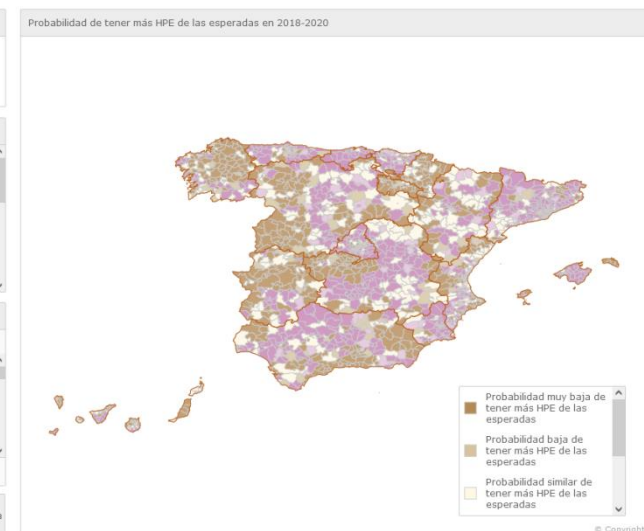 Probabilidad de tener más HPE de las esperadas en 2018-2020
Probabilidad muy baja de
tener más HPE de las
esperadas
Probabilidad baja de
tener más HPE de las
esperadas
Probabilidad similar de
tener más HPE de las
esperadas
© Copyright